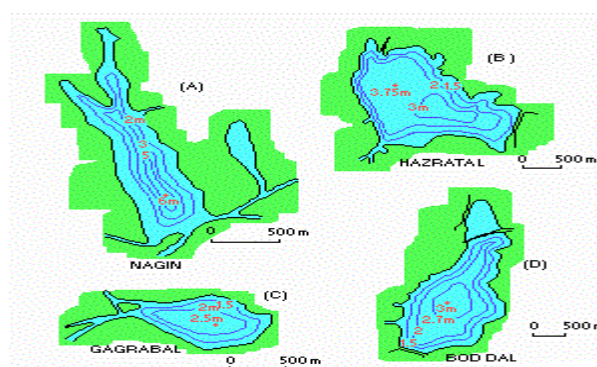 (A)
2m
3
5
6m
0 500 m
NAGIN
(B)
3.75m
2 1.5
3m
HAZRATAL
0 500 m
(C)
2m 1.5
2.5m
GAGRABAL
0 500 m
(D)
3m
2.7m
2
1.5
BOD DAL
0 500 m